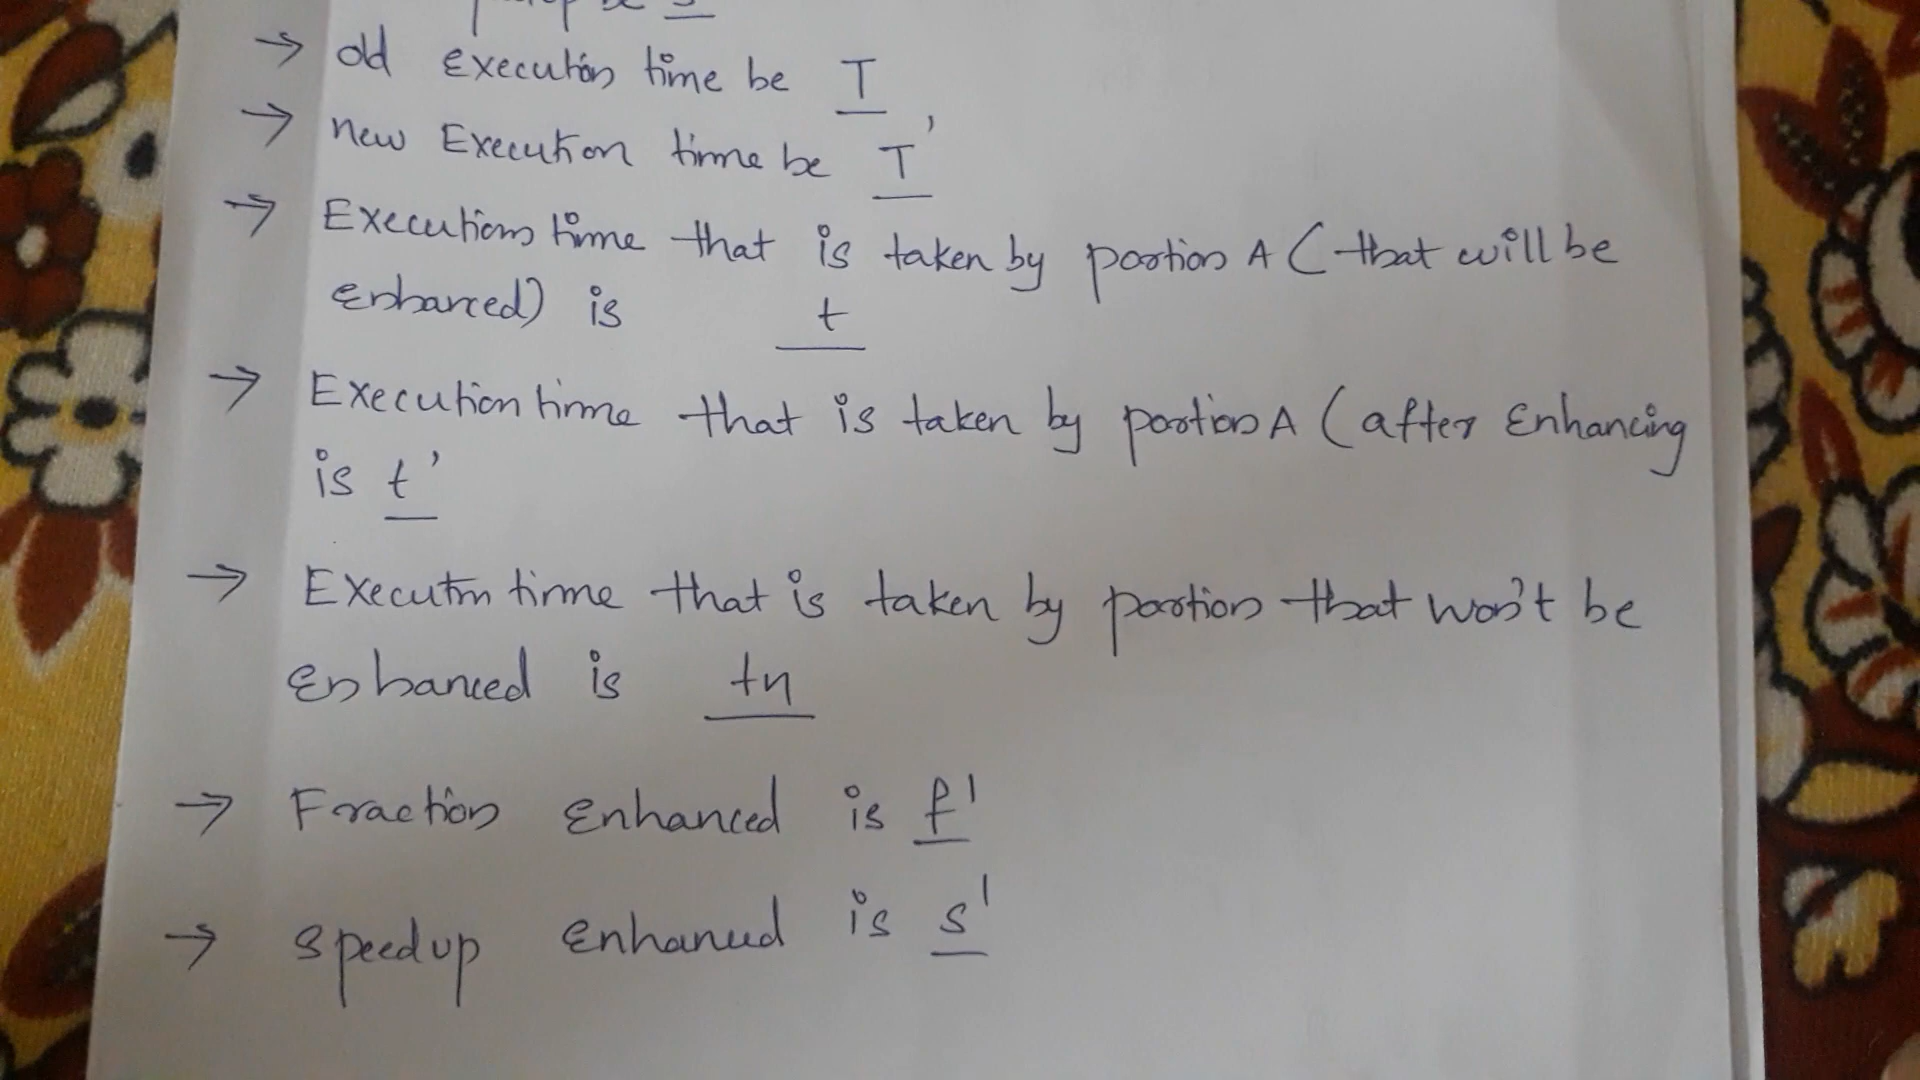 be s
→ old execution time be T
→ new Execution time be T'
→ Execution time that is taken by portion A ( that will be
enhanced) is t
→ Execution time that is taken by portion A ( after Enhancing
is t'
→ Execution time that is taken by portion that won't be
enhanced is tn
→ Fraction enhanced is f'
→ speedup enhanced is s'